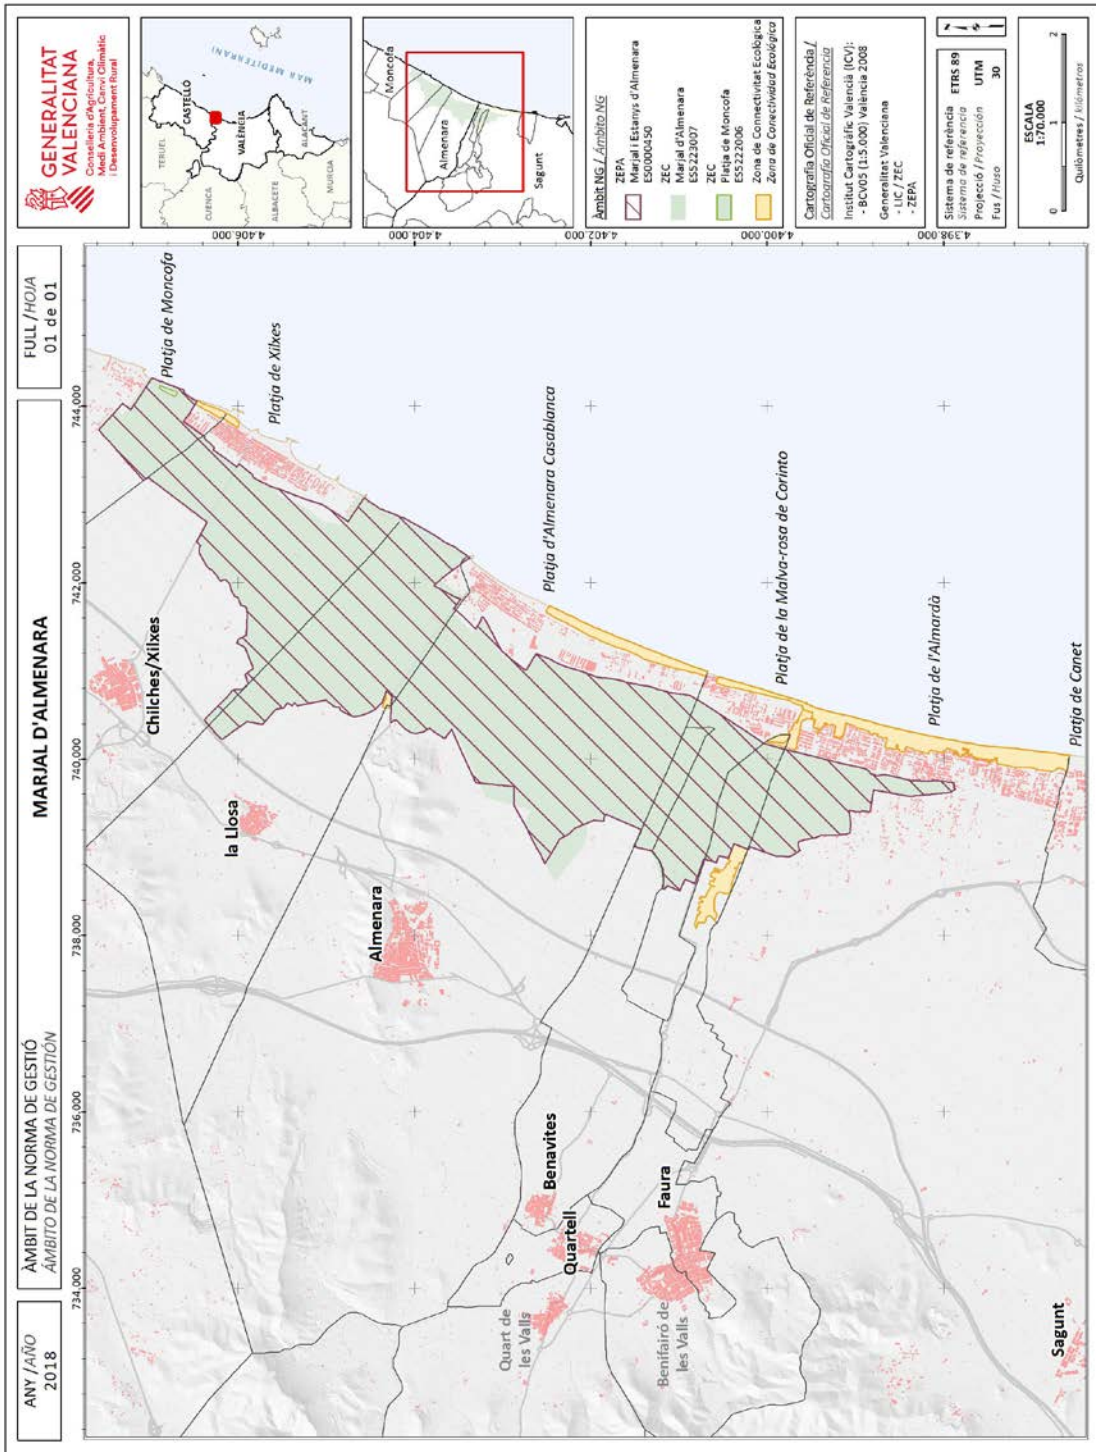 ANY /AÑO
2018
ÀMBIT DE LA NORMA DE GESTIÓ
ÁMBITO DE LA NORMA DE GESTIÓN
MARJAL D'ALMENARA
FULL /HOJA
01 de 01
GENERALITAT
VALENCIANA
Conselleria d'Agricultura,
Medi Ambient, Canvi Climàtic
i Desenvolupament Rural
734.000
736.000
738.000
740.000
742.000
744.000
4.406.000
4.404.000
4.402.000
4.400.000
4.398.000
Chilches/Xilxes
la Llosa
Almenara
Benavites
Quartell
Quart de
les Valls
Faura
Benifairó de
les Valls
Sagunt
Platja de Moncofa
Platja de Xilxes
Platja d'Almenara Casablanca
Platja de la Malva-rosa de Corinto
Platja de l'Almardà
Platja de Canet
TERUEL
CASTELLÓ
CUENCA
VALÈNCIA
ALBACETE
ALACANT
MURCIA
MAR MEDITERRANI
Moncofa
Almenara
Sagunt
Àmbit NG / Ámbito NG
ZEPA
Marjal i Estanys d'Almenara
ES0000450
ZEC
Marjal d'Almenara
ES5223007
ZEC
Platja de Moncofa
ES5222006
Zona de Connectivitat Ecològica
Zona de Conectividad Ecológica
Cartografia Oficial de Referència /
Cartografía Oficial de Referencia
Institut Cartogràfic Valencià (ICV):
- BCV05 (1:5.000) València 2008
Generalitat Valenciana
- LIC / ZEC
- ZEPA
Sistema de referència ETRS 89
Sistema de referencia
Projecció / Proyección UTM
Fus / Huso 30
N
ESCALA
1:70.000
0 1 2
Quilòmetres / Kilómetros